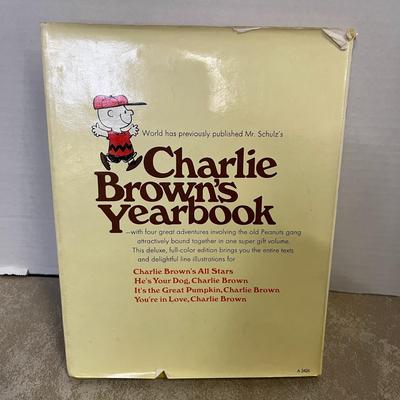 World has previously published Mr. Schulz's
Charlie
Brown's
Yearbook
—with four great adventures involving the old Peanuts gang
attractively bound together in one super gift volume.
This deluxe, full-color edition brings you the entire texts
and delightful line illustrations for
Charlie Brown's All Stars
He's Your Dog, Charlie Brown
It's the Great Pumpkin, Charlie Brown
You're in Love, Charlie Brown
A 2424